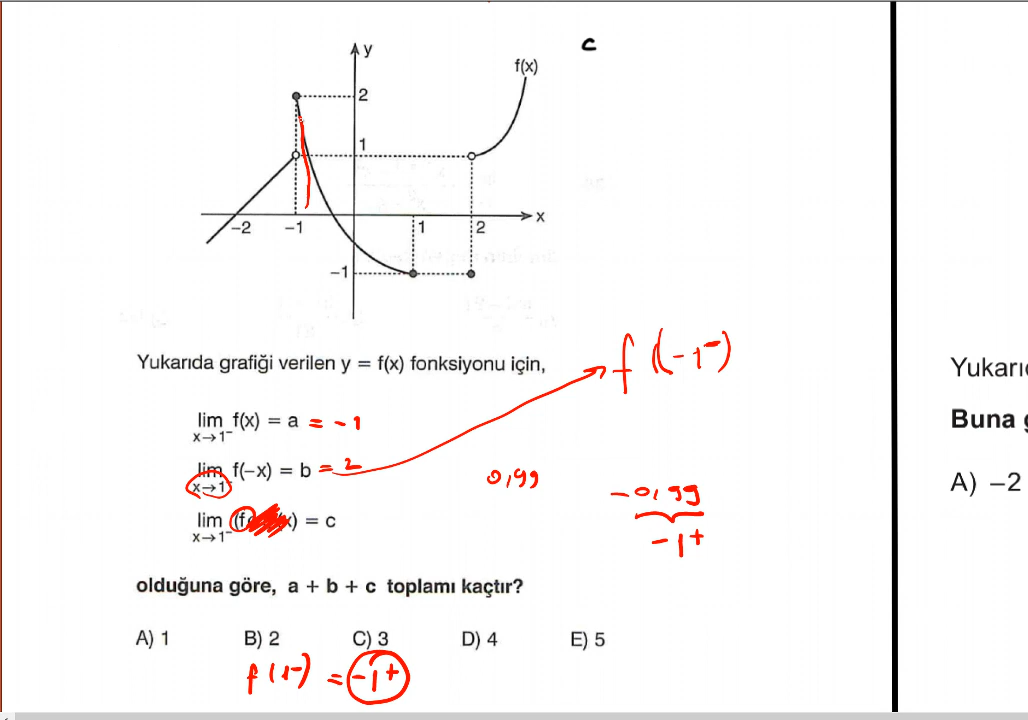 c
y
f(x)
2
1
x
−2 −1 1 2
−1
Yukarıda grafiği verilen y = f(x) fonksiyonu için,
f(−1⁻)
lim f(x) = a = −1
x→1⁻
lim f(−x) = b = 2
x→1⁻
0,99
−0,99
lim (f x) = c
x→1⁻
−1⁺
olduğuna göre, a + b + c toplamı kaçtır?
A) 1 B) 2 C) 3 D) 4 E) 5
f(1⁻) = −1⁺
Buna
A) −2